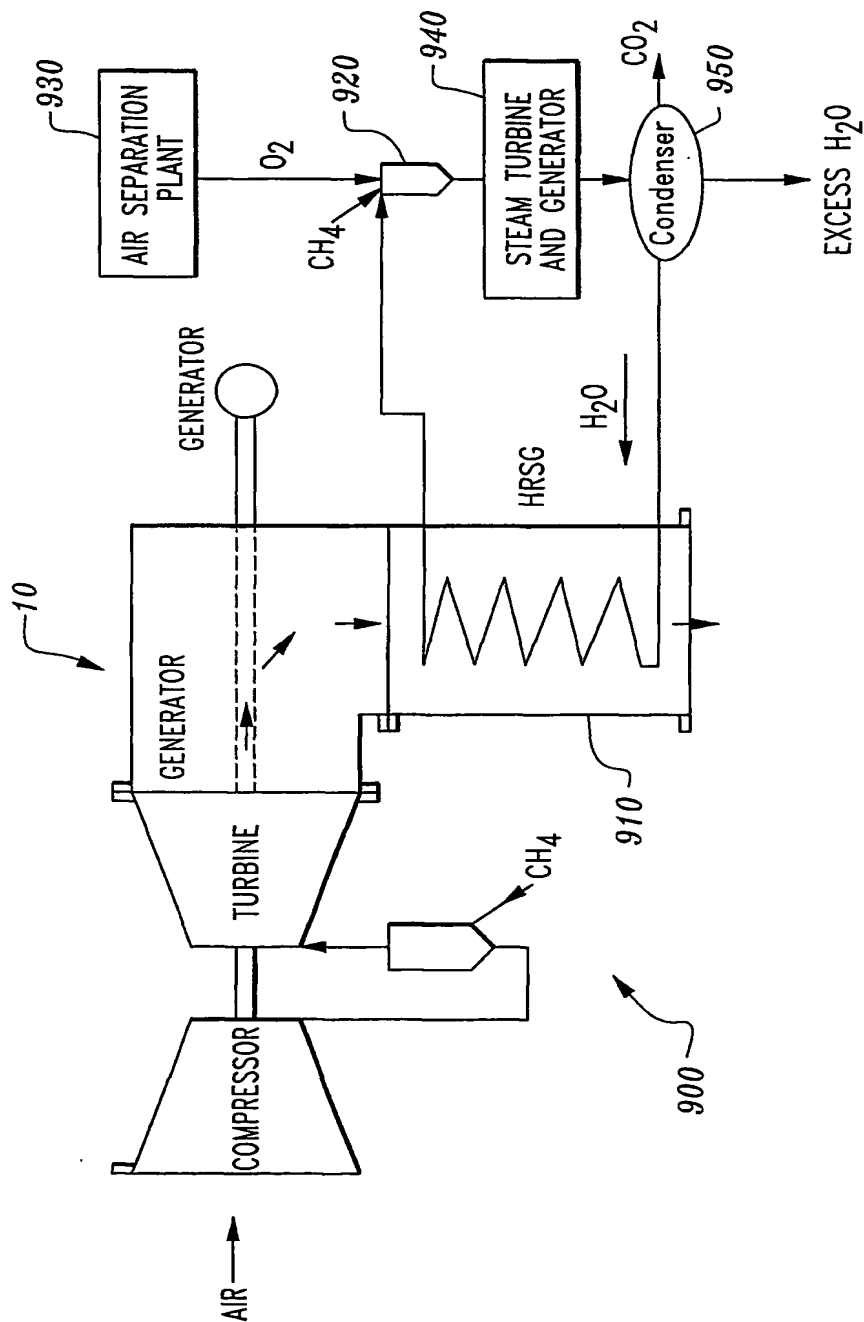 930
AIR SEPARATION
PLANT
O2
920
CH4
940
STEAM TURBINE
AND GENERATOR
CO2
950
Condenser
EXCESS H2O
H2O
HRSG
GENERATOR
10
GENERATOR
TURBINE
COMPRESSOR
AIR
CH4
910
900